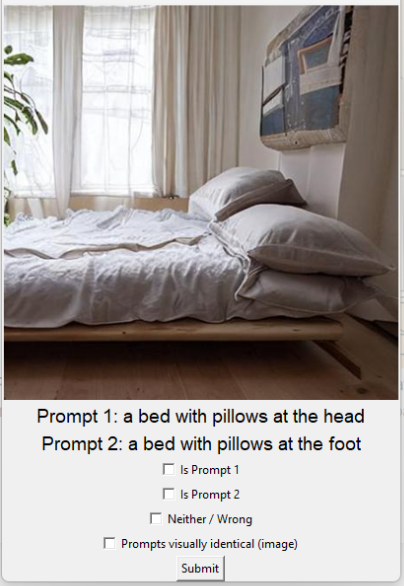 Prompt 1: a bed with pillows at the head
Prompt 2: a bed with pillows at the foot
Is Prompt 1
Is Prompt 2
Neither / Wrong
Prompts visually identical (image)
Submit